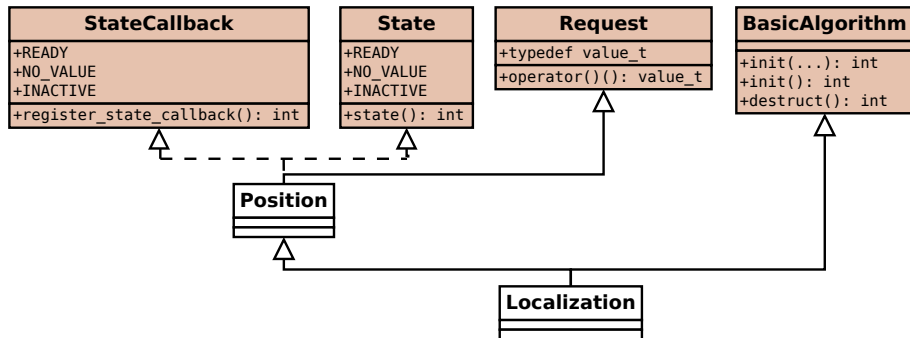 StateCallback
+READY
+NO_VALUE
+INACTIVE
+register_state_callback(): int
State
+READY
+NO_VALUE
+INACTIVE
+state(): int
Request
+typedef value_t
+operator()(): value_t
BasicAlgorithm
+init(...): int
+init(): int
+destruct(): int
Position
Localization